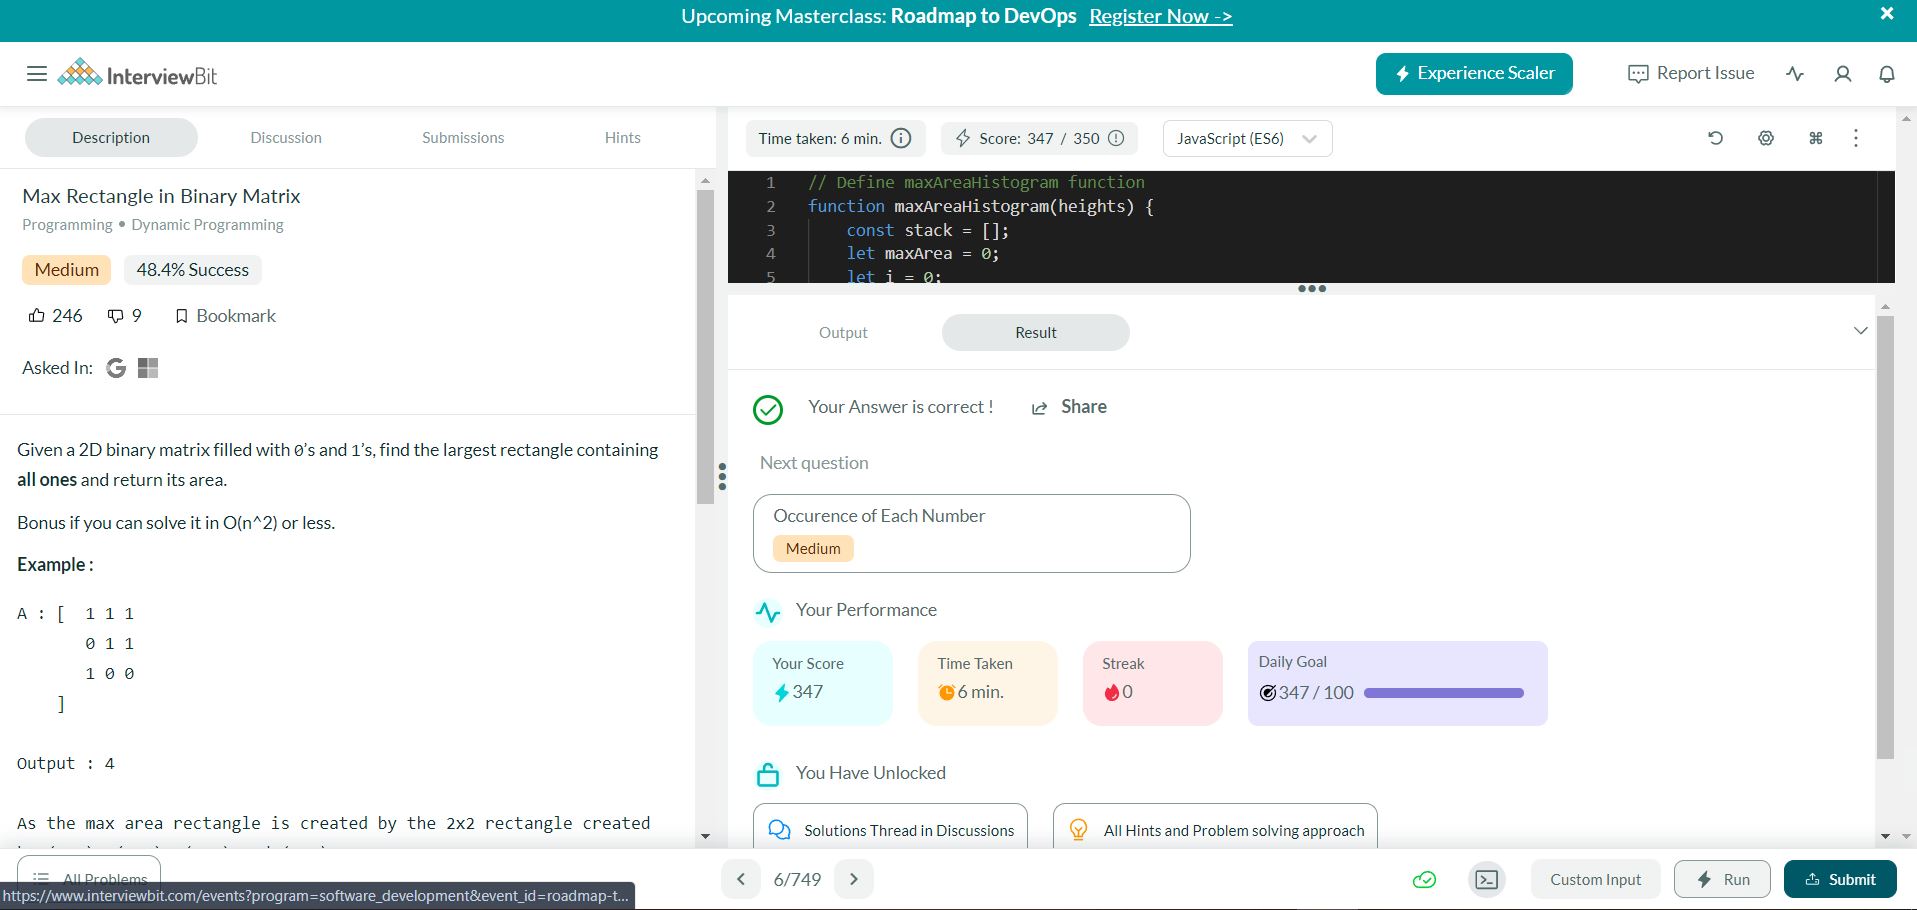 Upcoming Masterclass: Roadmap to DevOps Register Now ->
InterviewBit
Experience Scaler
Report Issue
Description
Discussion
Submissions
Hints
Time taken: 6 min.
Score: 347 / 350
JavaScript (ES6)
Max Rectangle in Binary Matrix
Programming • Dynamic Programming
Medium
48.4% Success
246
9
Bookmark
Asked In:
Given a 2D binary matrix filled with 0's and 1's, find the largest rectangle containing
all ones and return its area.
Bonus if you can solve it in O(n^2) or less.
Example :
A : [ 1 1 1
0 1 1
1 0 0
]
Output : 4
As the max area rectangle is created by the 2x2 rectangle created
All Problems
https://www.interviewbit.com/events?program=software_development&event_id=roadmap-t...
1 // Define maxAreaHistogram function
2 function maxAreaHistogram(heights) {
3 const stack = [];
4 let maxArea = 0;
5 let i = 0;
Output
Result
Your Answer is correct !
Share
Next question
Occurence of Each Number
Medium
Your Performance
Your Score
347
Time Taken
6 min.
Streak
0
Daily Goal
347 / 100
You Have Unlocked
Solutions Thread in Discussions
All Hints and Problem solving approach
6/749
Custom Input
Run
Submit